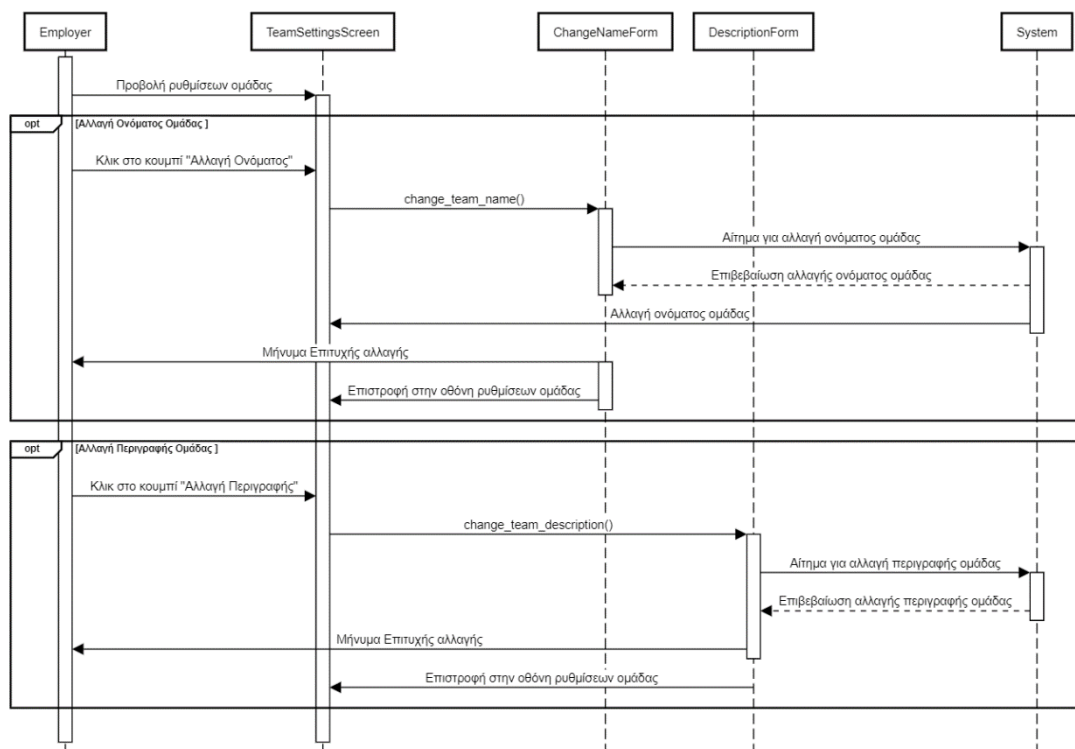 Employer
TeamSettingsScreen
ChangeNameForm
DescriptionForm
System
Προβολή ρυθμίσεων ομάδας
opt
[Αλλαγή Ονόματος Ομάδας ]
Κλικ στο κουμπί "Αλλαγή Ονόματος"
change_team_name()
Αίτημα για αλλαγή ονόματος ομάδας
Επιβεβαίωση αλλαγής ονόματος ομάδας
Αλλαγή ονόματος ομάδας
Μήνυμα Επιτυχής αλλαγής
Επιστροφή στην οθόνη ρυθμίσεων ομάδας
opt
[Αλλαγή Περιγραφής Ομάδας ]
Κλικ στο κουμπί "Αλλαγή Περιγραφής"
change_team_description()
Αίτημα για αλλαγή περιγραφής ομάδας
Επιβεβαίωση αλλαγής περιγραφής ομάδας
Μήνυμα Επιτυχής αλλαγής
Επιστροφή στην οθόνη ρυθμίσεων ομάδας